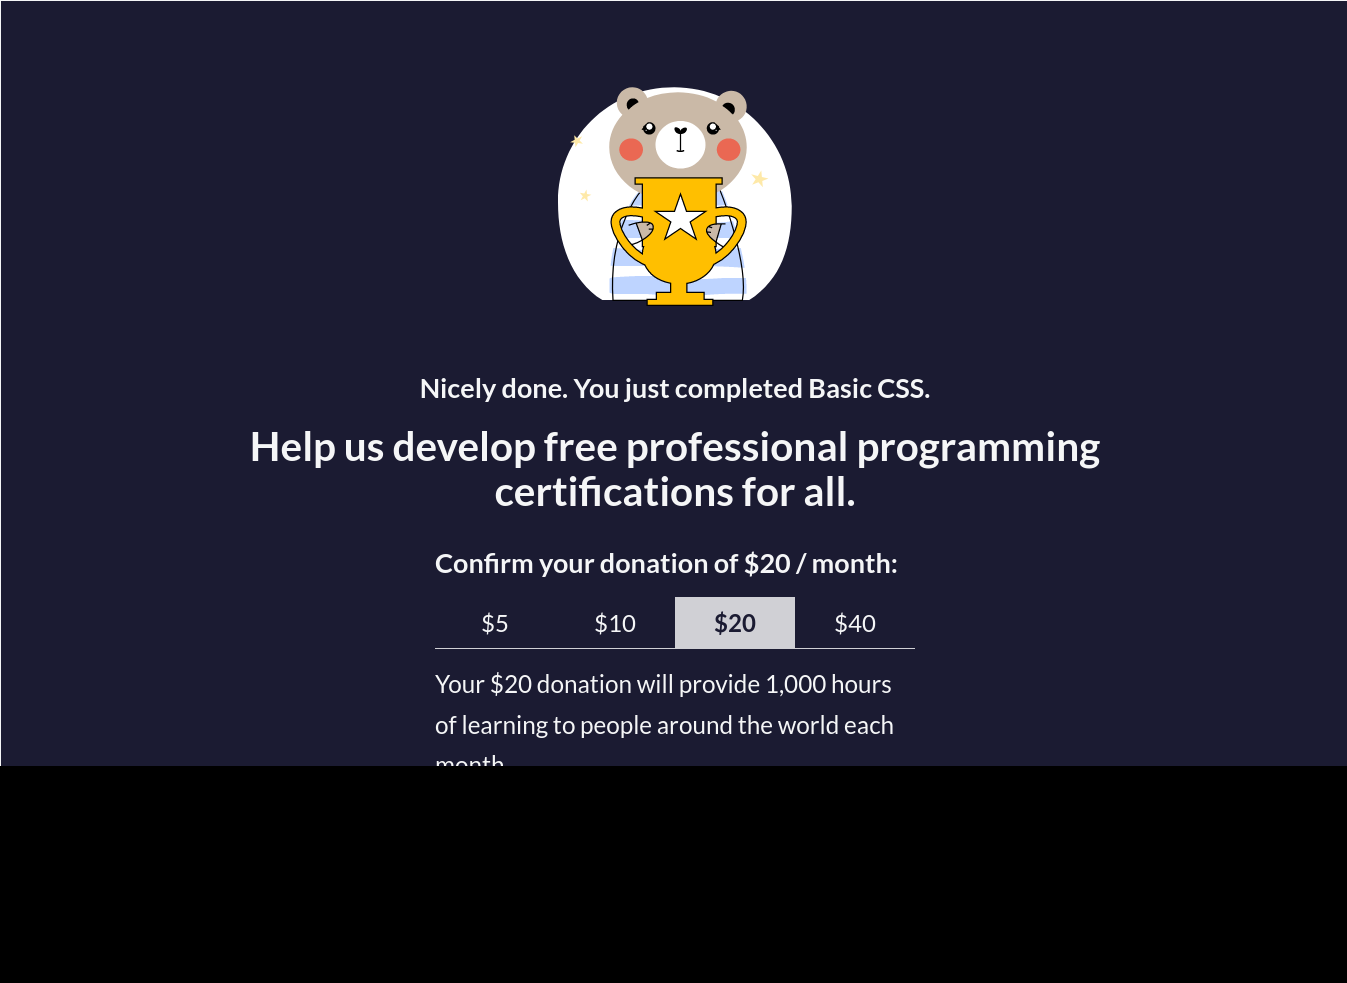 Nicely done. You just completed Basic CSS.
Help us develop free professional programming
certifications for all.
Confirm your donation of $20 / month:
$5 $10 $20 $40
Your $20 donation will provide 1,000 hours
of learning to people around the world each
month.